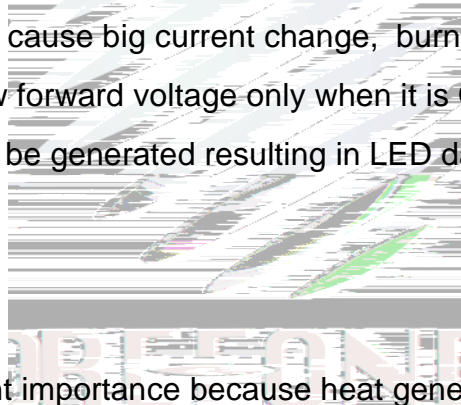 cause big current change, burn
forward voltage only when it is
be generated resulting in LED
importance because heat gene